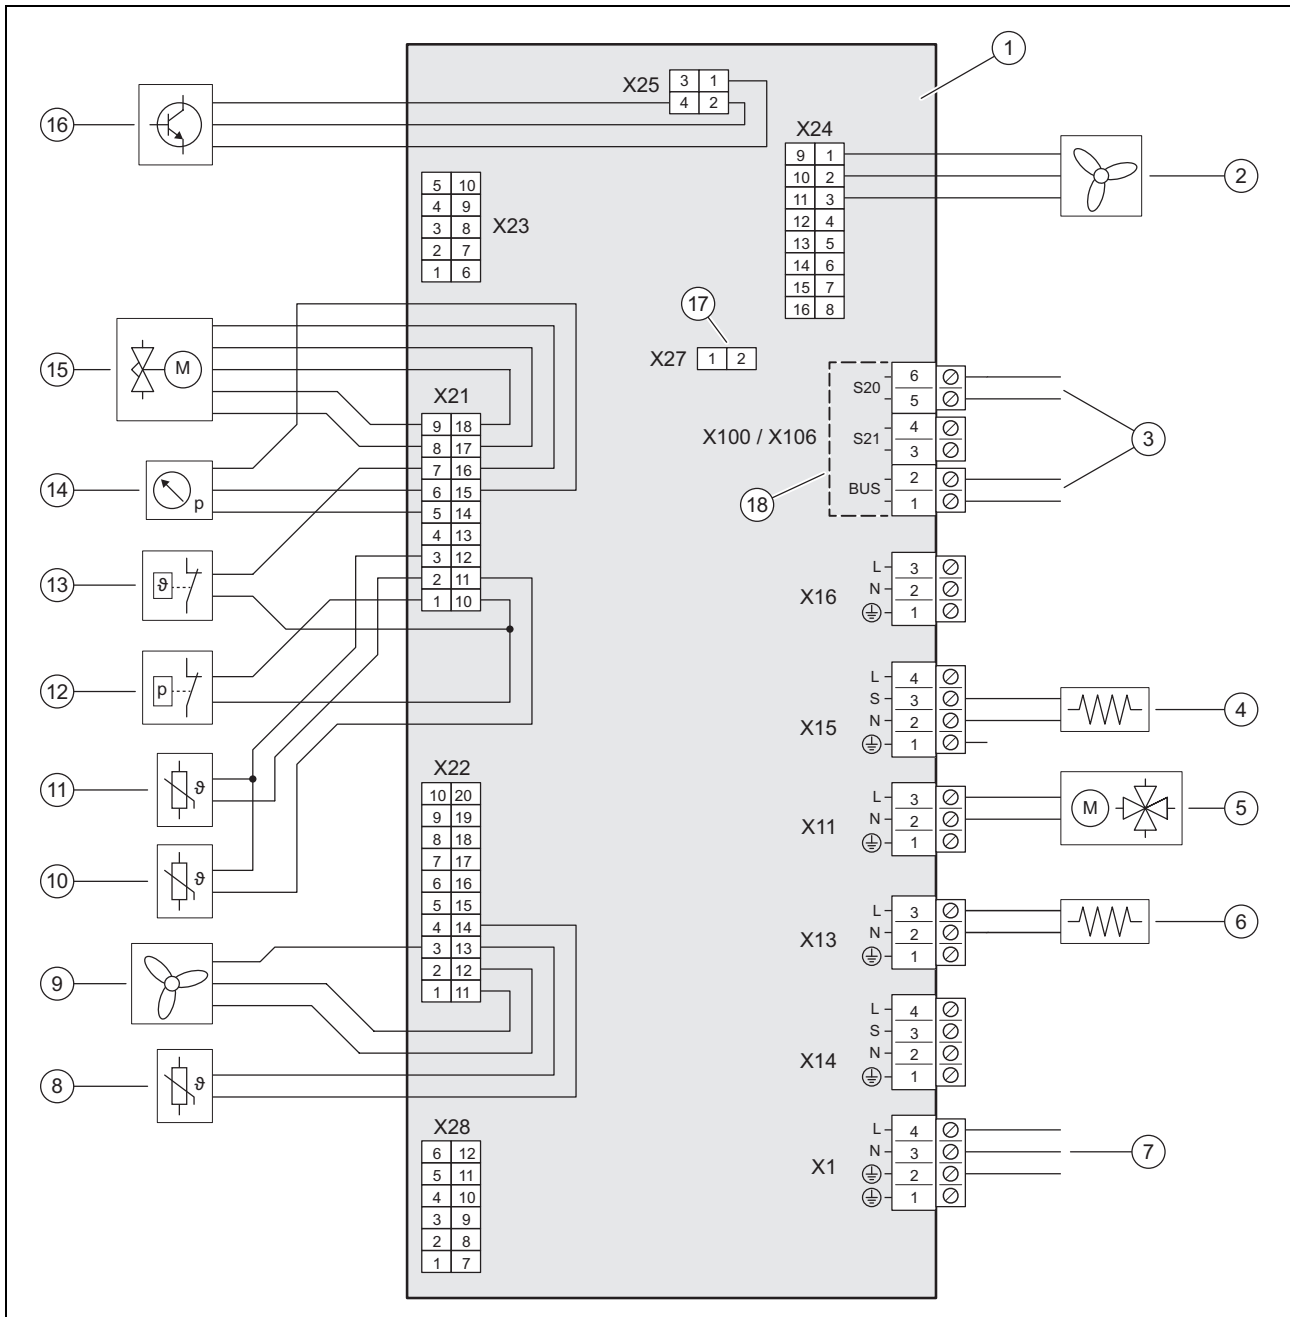 1
X25
3 1
4 2
16
X24
9 1
10 2
11 3
12 4
13 5
14 6
15 7
16 8
2
5 10
4 9
3 8
2 7
1 6
X23
17
X27
1 2
15
M
X21
9 18
8 17
7 16
6 15
5 14
4 13
3 12
2 11
1 10
X100 / X106
S20
6
5
S21
4
3
BUS
2
1
3
18
14
p
13
ϑ
X16
L 3
N 2
1
12
p
X15
L 4
S 3
N 2
1
4
11
ϑ
X22
10 20
9 19
8 18
7 17
6 16
5 15
4 14
3 13
2 12
1 11
X11
L 3
N 2
1
M
5
10
ϑ
X13
L 3
N 2
1
6
9
X14
L 4
S 3
N 2
1
8
ϑ
X28
6 12
5 11
4 10
3 9
2 8
1 7
X1
L 4
N 3
2
1
7